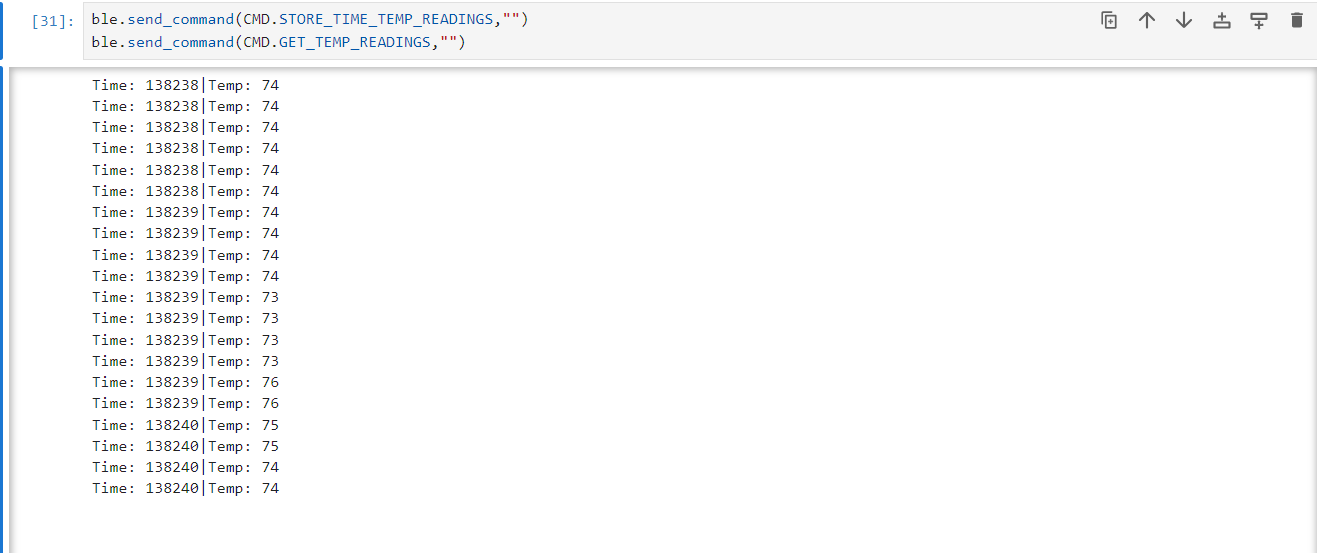 [31]: ble.send_command(CMD.STORE_TIME_TEMP_READINGS,"")
ble.send_command(CMD.GET_TEMP_READINGS,"")
Time: 138238|Temp: 74
Time: 138238|Temp: 74
Time: 138238|Temp: 74
Time: 138238|Temp: 74
Time: 138238|Temp: 74
Time: 138238|Temp: 74
Time: 138239|Temp: 74
Time: 138239|Temp: 74
Time: 138239|Temp: 74
Time: 138239|Temp: 74
Time: 138239|Temp: 73
Time: 138239|Temp: 73
Time: 138239|Temp: 73
Time: 138239|Temp: 73
Time: 138239|Temp: 76
Time: 138239|Temp: 76
Time: 138240|Temp: 75
Time: 138240|Temp: 75
Time: 138240|Temp: 74
Time: 138240|Temp: 74